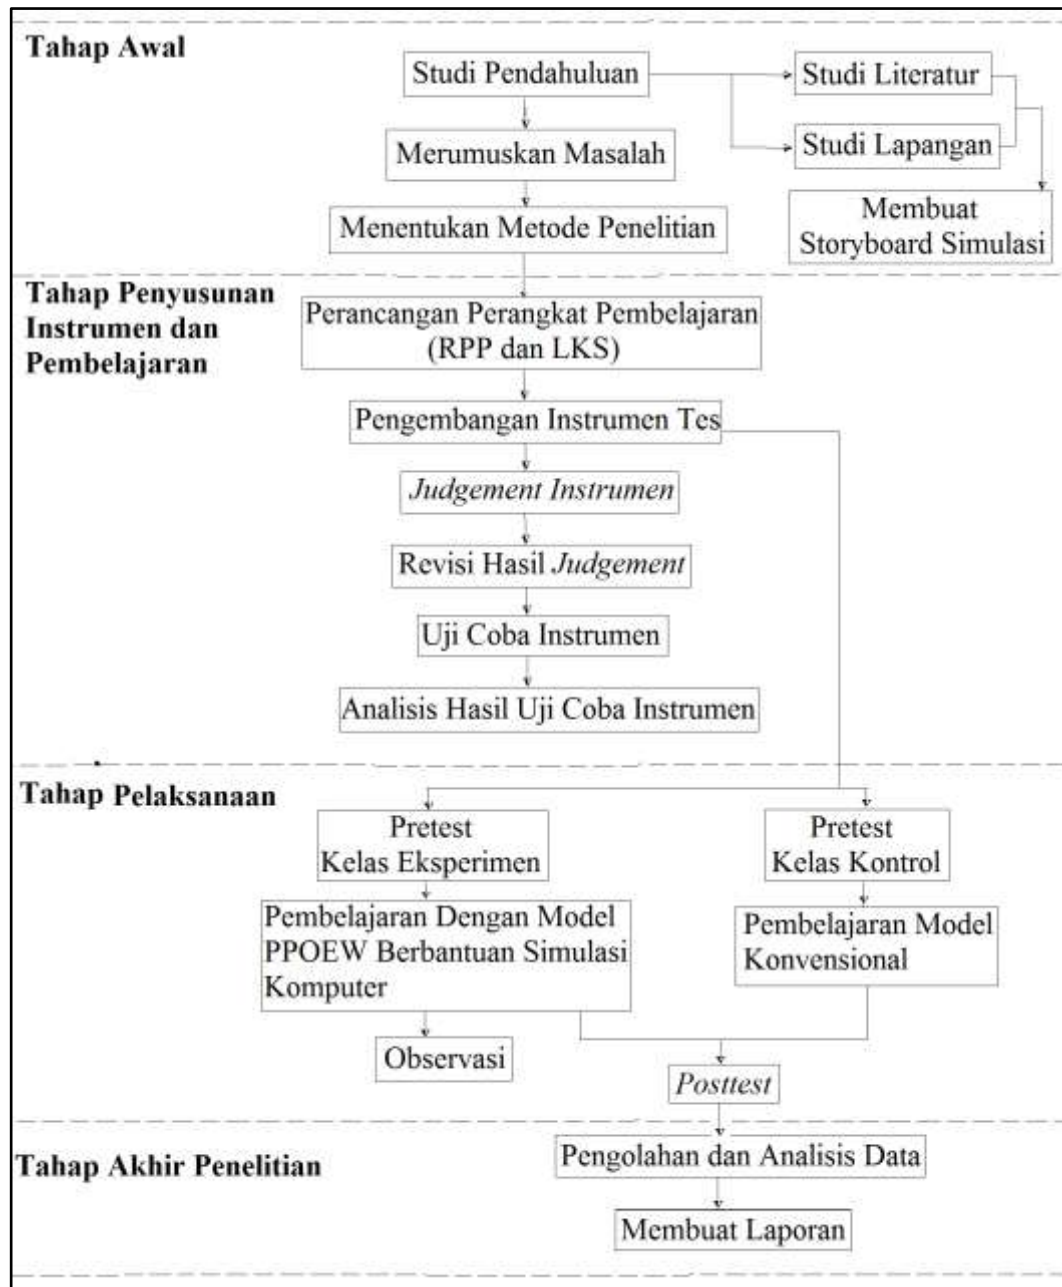 Tahap Awal
Studi Pendahuluan
Studi Literatur
Merumuskan Masalah
Studi Lapangan
Menentukan Metode Penelitian
Membuat
Storyboard Simulasi
Tahap Penyusunan
Instrumen dan
Pembelajaran
Perancangan Perangkat Pembelajaran
(RPP dan LKS)
Pengembangan Instrumen Tes
Judgement Instrumen
Revisi Hasil Judgement
Uji Coba Instrumen
Analisis Hasil Uji Coba Instrumen
Tahap Pelaksanaan
Pretest
Kelas Eksperimen
Pretest
Kelas Kontrol
Pembelajaran Dengan Model
PPOEW Berbantuan Simulasi
Komputer
Pembelajaran Model
Konvensional
Observasi
Posttest
Tahap Akhir Penelitian
Pengolahan dan Analisis Data
Membuat Laporan